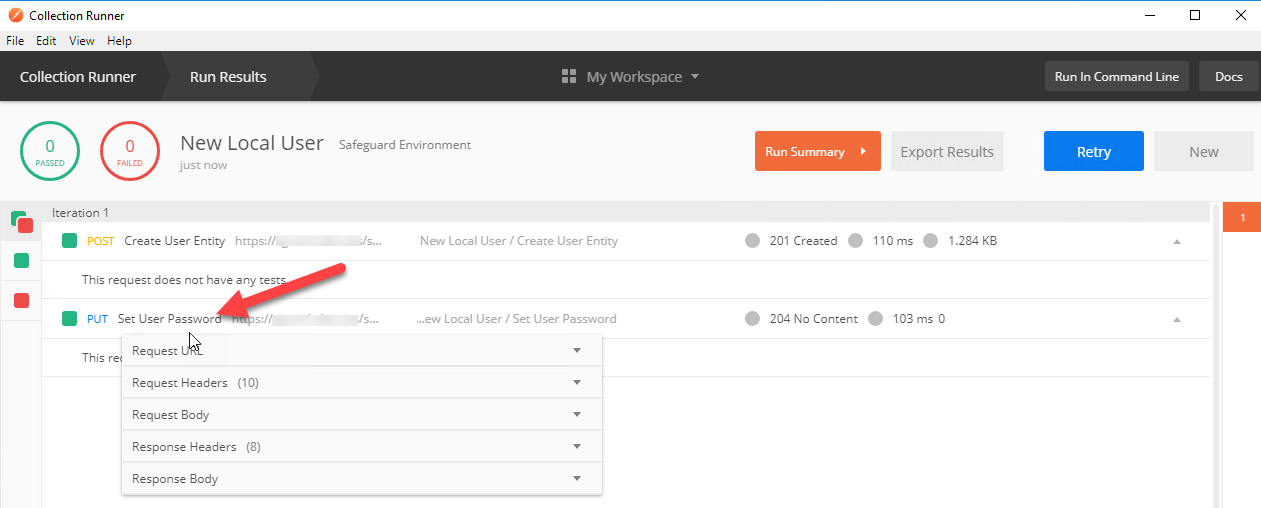 Collection Runner
File Edit View Help
Collection Runner Run Results My Workspace Run In Command Line Docs
0 PASSED
0 FAILED
New Local User Safeguard Environment
just now
Run Summary Export Results Retry New
Iteration 1
1
POST Create User Entity https:// /s... New Local User / Create User Entity 201 Created 110 ms 1.284 KB
This request does not have any tests.
PUT Set User Password https:// /s... ...ew Local User / Set User Password 204 No Content 103 ms 0
This
Request URL
Request Headers (10)
Request Body
Response Headers (8)
Response Body